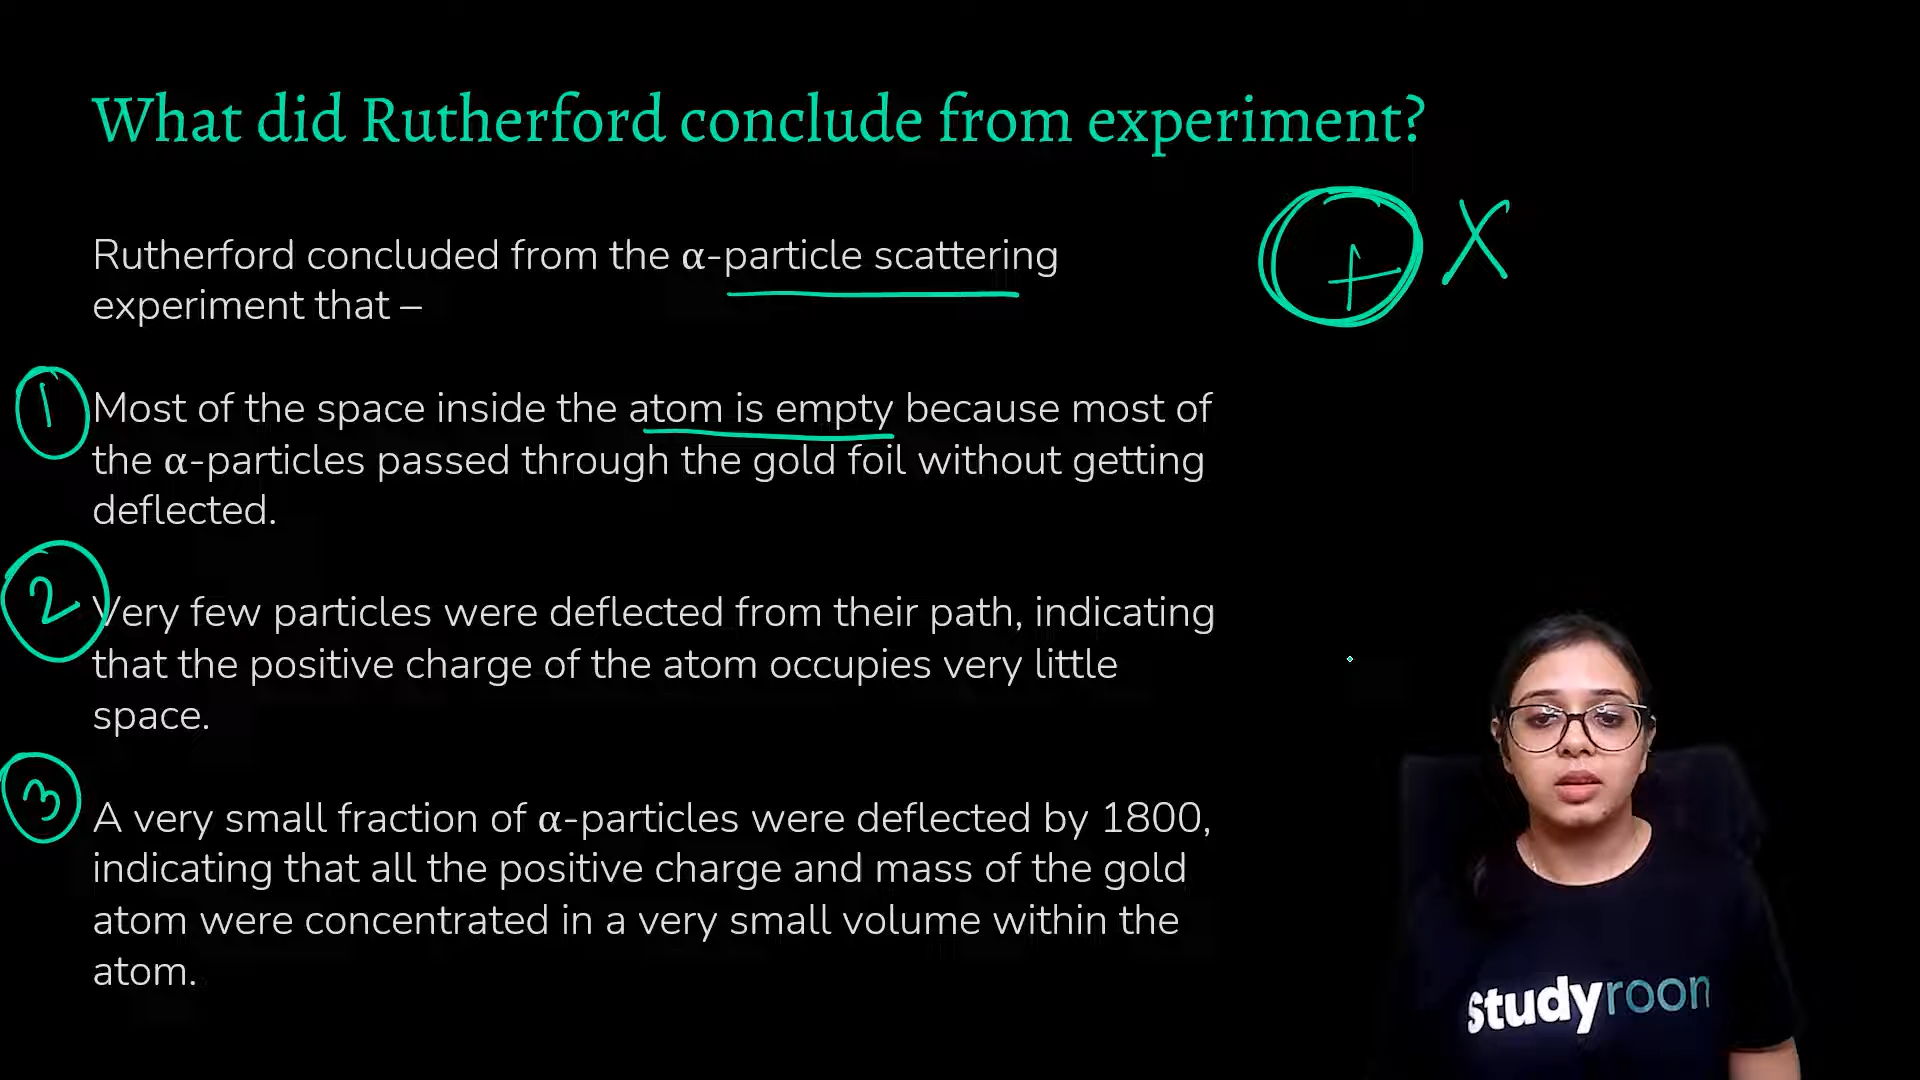 What did Rutherford conclude from experiment?
Rutherford concluded from the α-particle scattering
experiment that –
+ X
1 Most of the space inside the atom is empty because most of
the α-particles passed through the gold foil without getting
deflected.
2 Very few particles were deflected from their path, indicating
that the positive charge of the atom occupies very little
space.
3 A very small fraction of α-particles were deflected by 1800,
indicating that all the positive charge and mass of the gold
atom were concentrated in a very small volume within the
atom.
studyroom